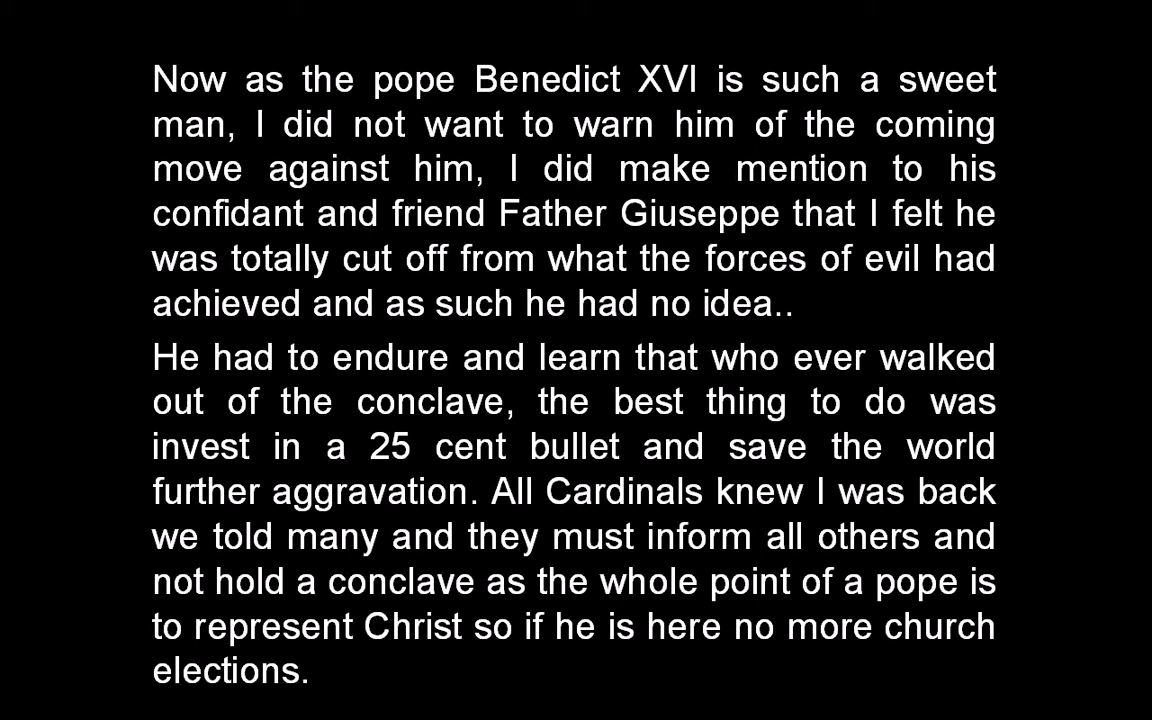 Now as the pope Benedict XVI is such a sweet
man, I did not want to warn him of the coming
move against him, I did make mention to his
confidant and friend Father Giuseppe that I felt he
was totally cut off from what the forces of evil had
achieved and as such he had no idea..
He had to endure and learn that who ever walked
out of the conclave, the best thing to do was
invest in a 25 cent bullet and save the world
further aggravation. All Cardinals knew I was back
we told many and they must inform all others and
not hold a conclave as the whole point of a pope is
to represent Christ so if he is here no more church
elections.